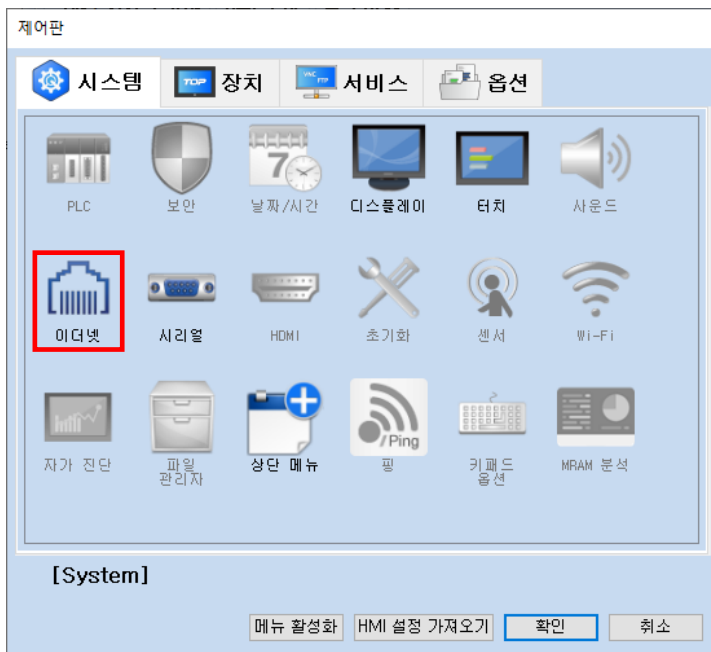 제어판
시스템 TOP 장치 VNC FTP 서비스 옵션
7
PLC 보안 날짜/시간 디스플레이 터치 사운드
이더넷 시리얼 HDMI 초기화 센서 Wi-Fi
/Ping
자가 진단 파일 관리자 상단 메뉴 핑 키패드 옵션 MRAM 분석
[System]
메뉴 활성화 HMI 설정 가져오기 확인 취소